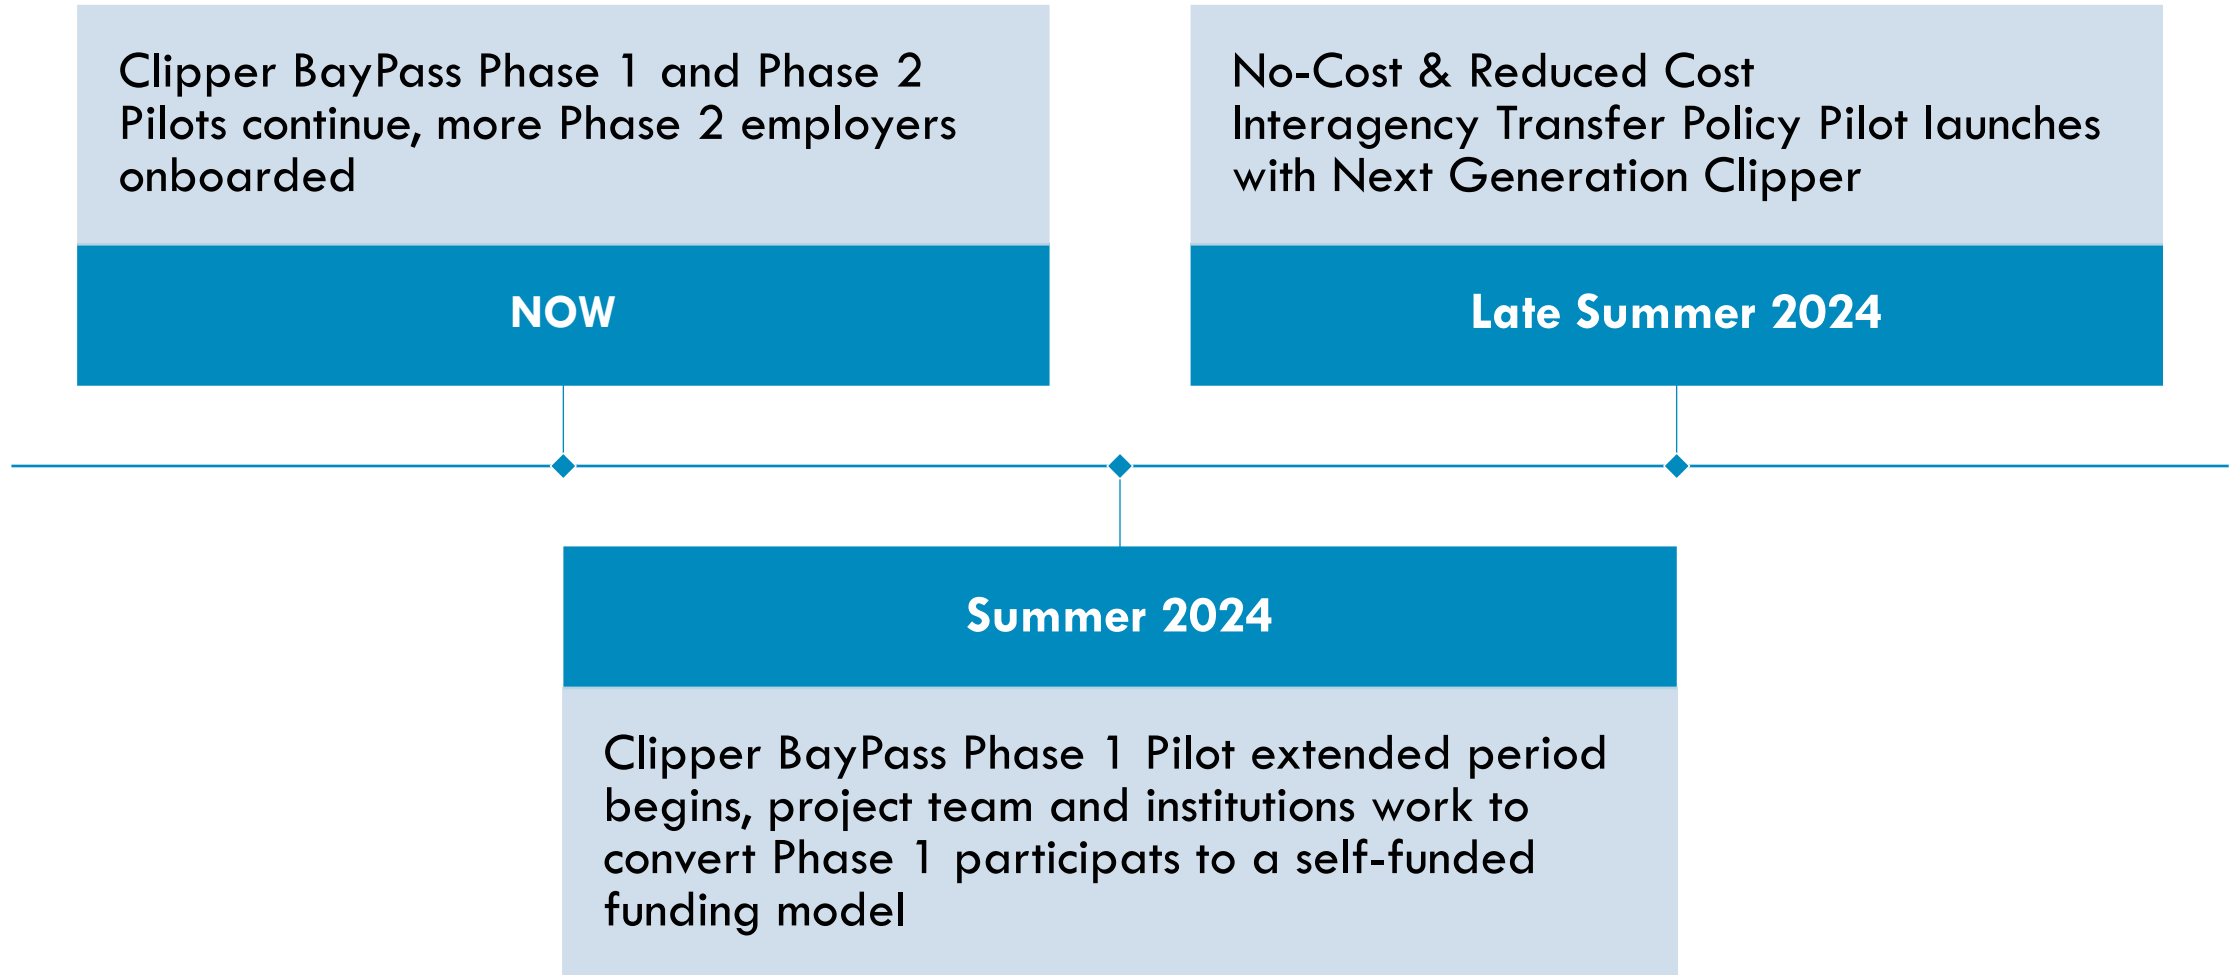 Clipper BayPass Phase 1 and Phase 2
Pilots continue, more Phase 2 employers
onboarded
NOW
No-Cost & Reduced Cost
Interagency Transfer Policy Pilot launches
with Next Generation Clipper
Late Summer 2024
Summer 2024
Clipper BayPass Phase 1 Pilot extended period
begins, project team and institutions work to
convert Phase 1 participats to a self-funded
funding model